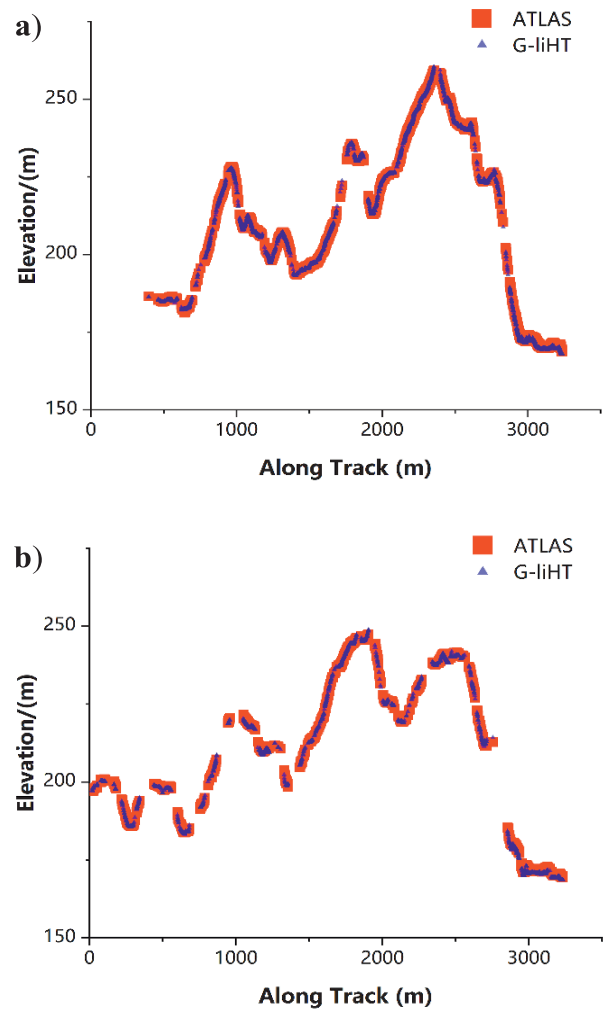 a)
ATLAS
G-liHT
250
200
150
0 1000 2000 3000
Elevation/(m)
Along Track (m)
b)
ATLAS
G-liHT
250
200
150
0 1000 2000 3000
Elevation/(m)
Along Track (m)